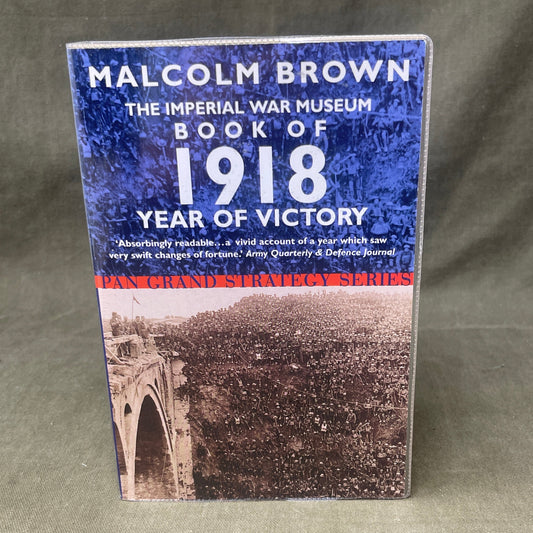 MALCOLM BROWN
THE IMPERIAL WAR MUSEUM
BOOK OF
1918
YEAR OF VICTORY
‘Absorbingly readable…a vivid account of a year which saw
very swift changes of fortune.’ Army Quarterly & Defence Journal
PAN GRAND STRATEGY SERIES